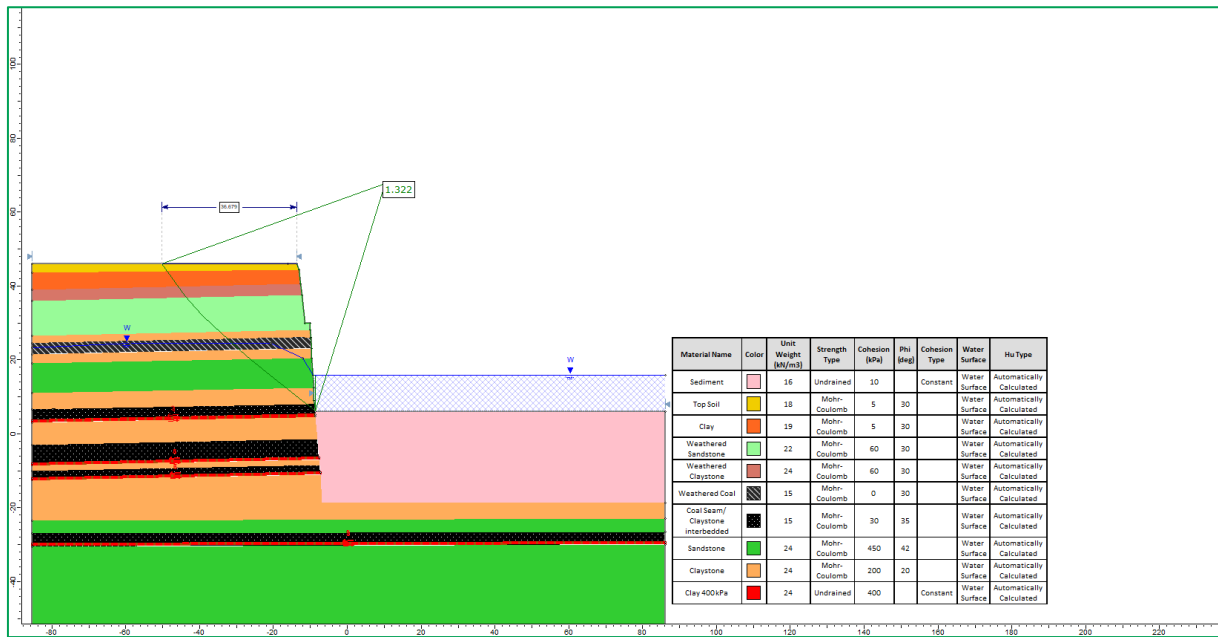 100
80
60
40
20
0
-20
-40
1.322
36.679
W
W
Material Name Color Unit Weight (kN/m3) Strength Type Cohesion (kPa) Phi (deg) Cohesion Type Water Surface Hu Type
Sediment 16 Undrained 10 Constant Water Surface Automatically Calculated
Top Soil 18 Mohr-Coulomb 5 30 Water Surface Automatically Calculated
Clay 19 Mohr-Coulomb 5 30 Water Surface Automatically Calculated
Weathered Sandstone 22 Mohr-Coulomb 60 30 Water Surface Automatically Calculated
Weathered Claystone 24 Mohr-Coulomb 60 30 Water Surface Automatically Calculated
Weathered Coal 15 Mohr-Coulomb 0 30 Water Surface Automatically Calculated
Coal Seam/ Claystone interbedded 15 Mohr-Coulomb 30 35 Water Surface Automatically Calculated
Sandstone 24 Mohr-Coulomb 450 42 Water Surface Automatically Calculated
Claystone 24 Mohr-Coulomb 200 20 Water Surface Automatically Calculated
Clay 400kPa 24 Undrained 400 Constant Water Surface Automatically Calculated
-80 -60 -40 -20 0 20 40 60 80 100 120 140 160 180 200 220